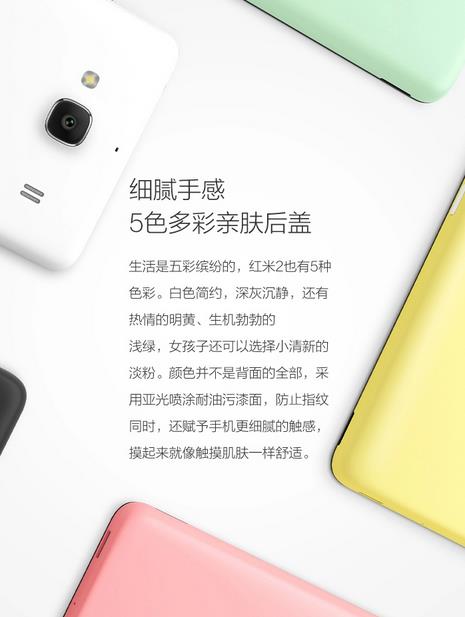 细腻手感
5色多彩亲肤后盖
生活是五彩缤纷的，红米2也有5种
色彩。白色简约，深灰沉静，还有
热情的明黄、生机勃勃的
浅绿，女孩子还可以选择小清新的
淡粉。颜色并不是背面的全部，采
用亚光喷涂耐油污漆面，防止指纹
同时，还赋予手机更细腻的触感，
摸起来就像触摸肌肤一样舒适。